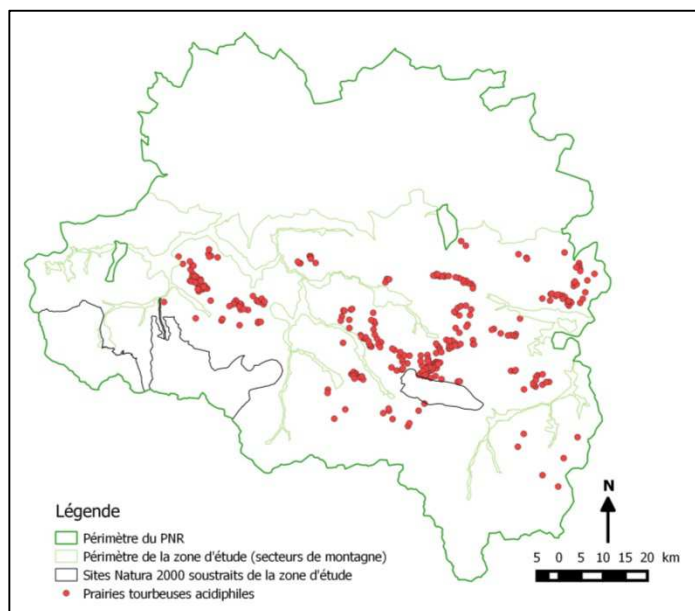 Légende
Périmètre du PNR
Périmètre de la zone d'étude (secteurs de montagne)
Sites Natura 2000 soustraits de la zone d'étude
Prairies tourbeuses acidiphiles
N
5 0 5 10 15 20 km